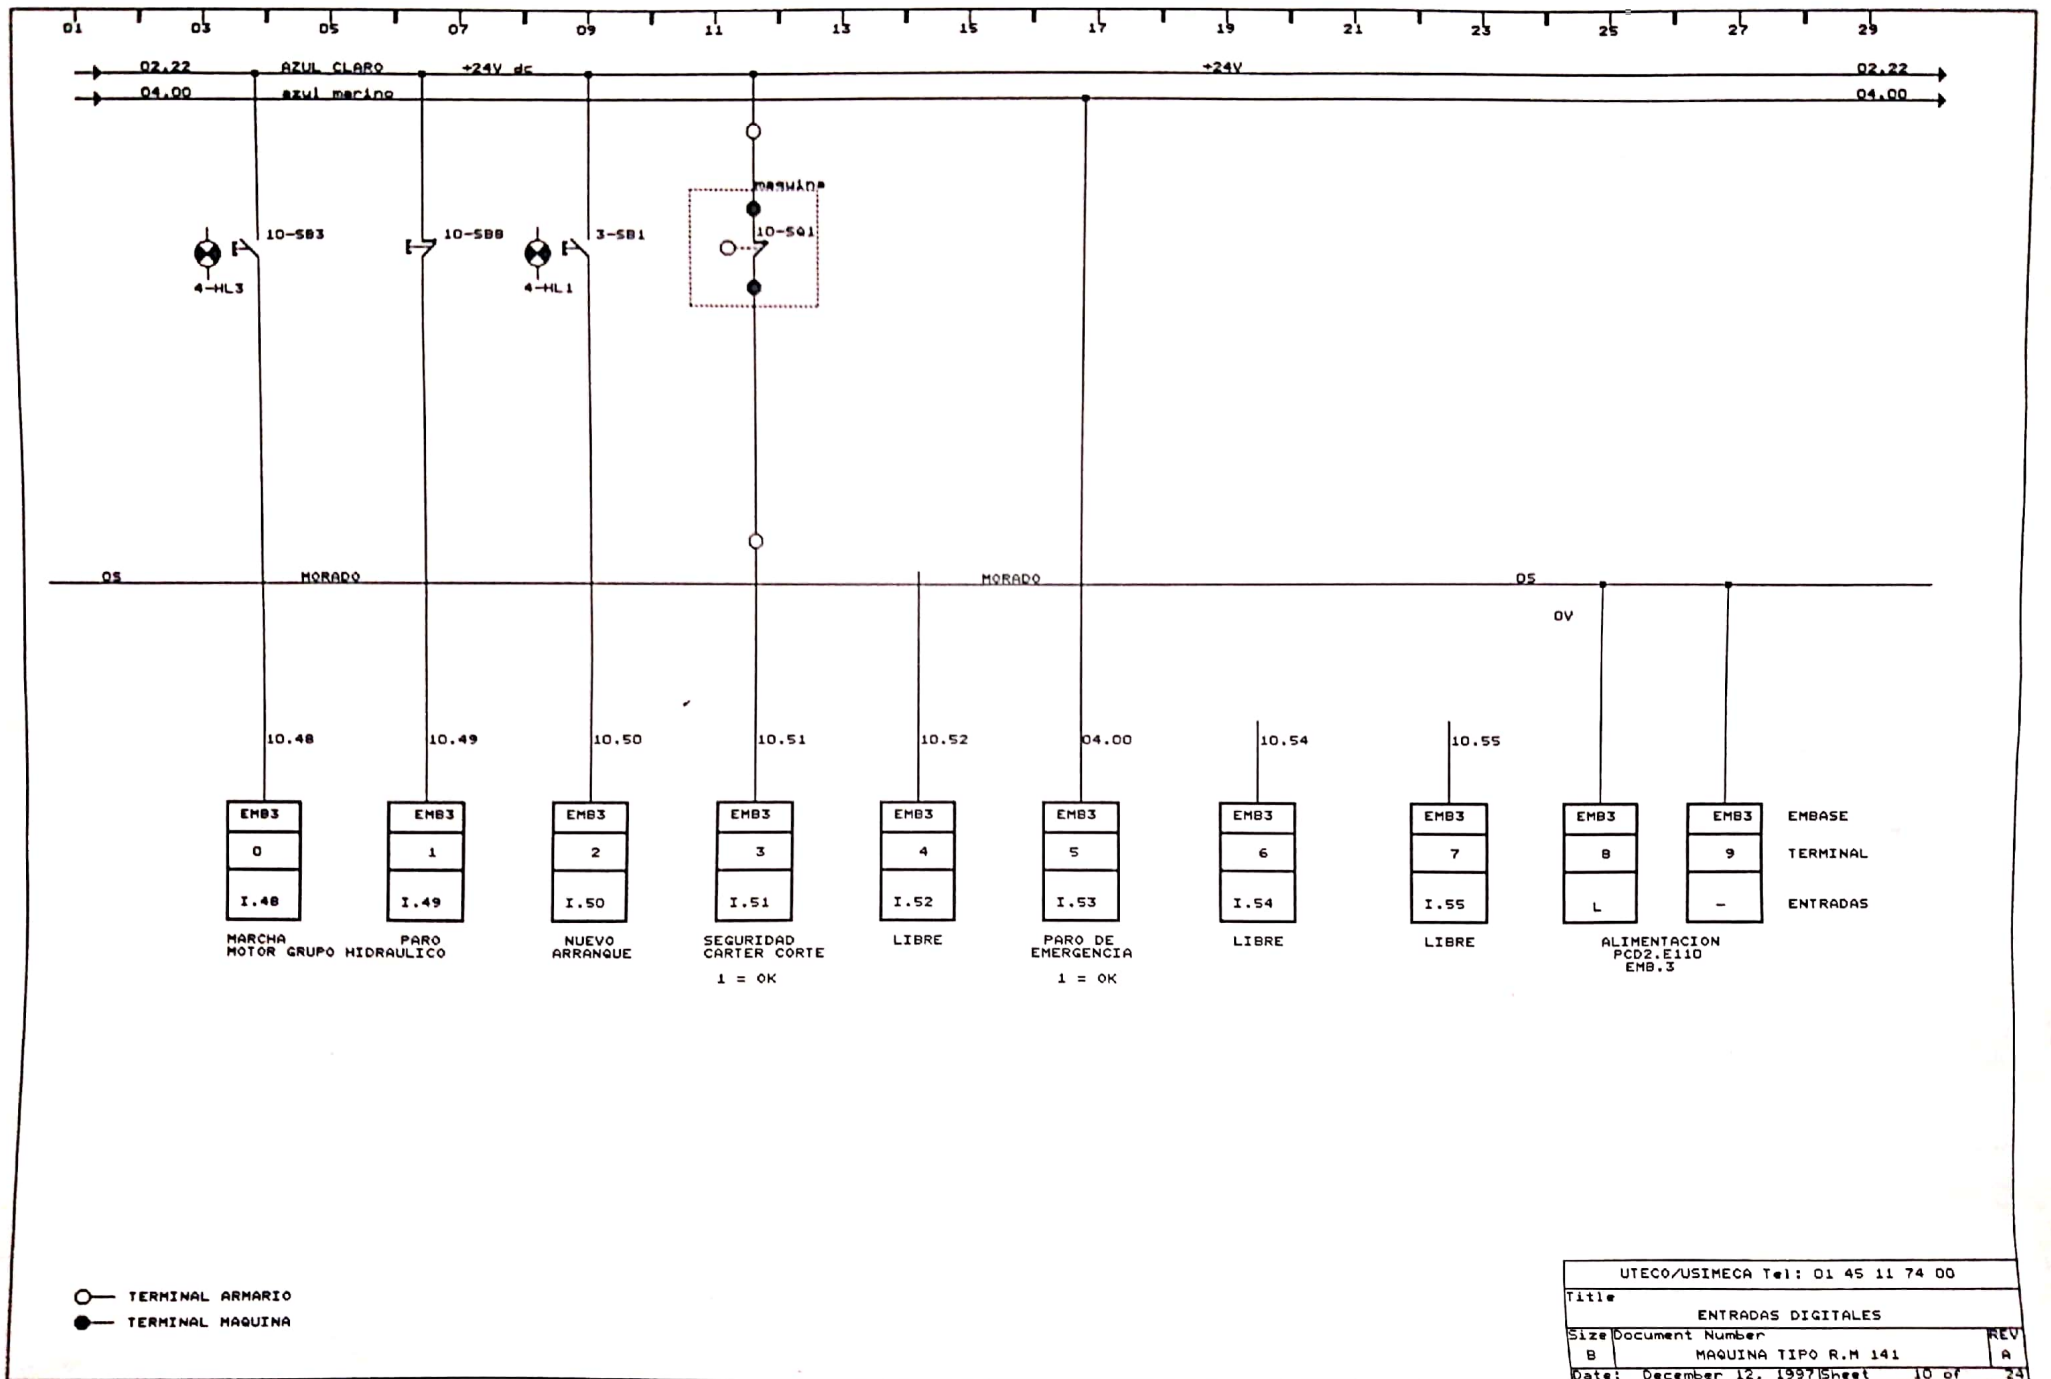 01 03 05 07 09 11 13 15 17 19 21 23 25 27 29
02.22 AZUL CLARO +24V dc +24V 02.22
04.00 azul marino 04.00
maquina
10-SB3 10-SB8 3-SB1 10-SQ1
4-HL3 4-HL1
0S MORADO MORADO 0S
0V
10.48 10.49 10.50 10.51 10.52 04.00 10.54 10.55
EMB3 EMB3 EMB3 EMB3 EMB3 EMB3 EMB3 EMB3 EMB3 EMB3 EMBASE
0 1 2 3 4 5 6 7 8 9 TERMINAL
I.48 I.49 I.50 I.51 I.52 I.53 I.54 I.55 L - ENTRADAS
MARCHA PARO
MOTOR GRUPO HIDRAULICO
NUEVO
ARRANQUE
SEGURIDAD
CARTER CORTE
1 = OK
LIBRE
PARO DE
EMERGENCIA
1 = OK
LIBRE
LIBRE
ALIMENTACION
PCD2.E110
EMB.3
TERMINAL ARMARIO
TERMINAL MAQUINA
UTECO/USIMECA Tel: 01 45 11 74 00
Title
ENTRADAS DIGITALES
Size Document Number REV
B MAQUINA TIPO R.M 141 A
Date: December 12, 1997 Sheet 10 of 24